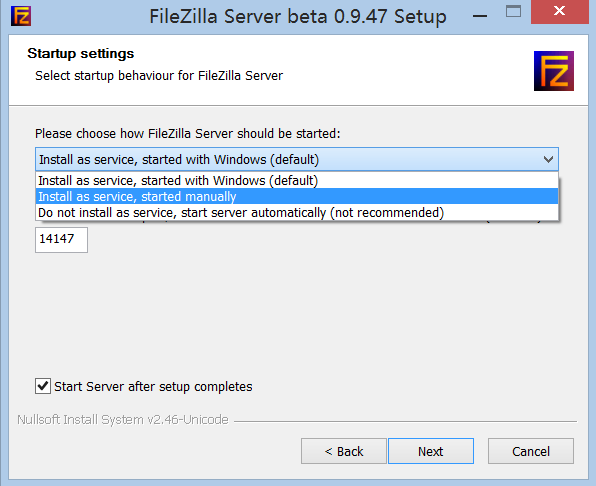 FileZilla Server beta 0.9.47 Setup
Startup settings
Select startup behaviour for FileZilla Server
Fz
Please choose how FileZilla Server should be started:
Install as service, started with Windows (default)
Install as service, started with Windows (default)
Install as service, started manually
Do not install as service, start server automatically (not recommended)
14147
Start Server after setup completes
Nullsoft Install System v2.46-Unicode
< Back
Next
Cancel